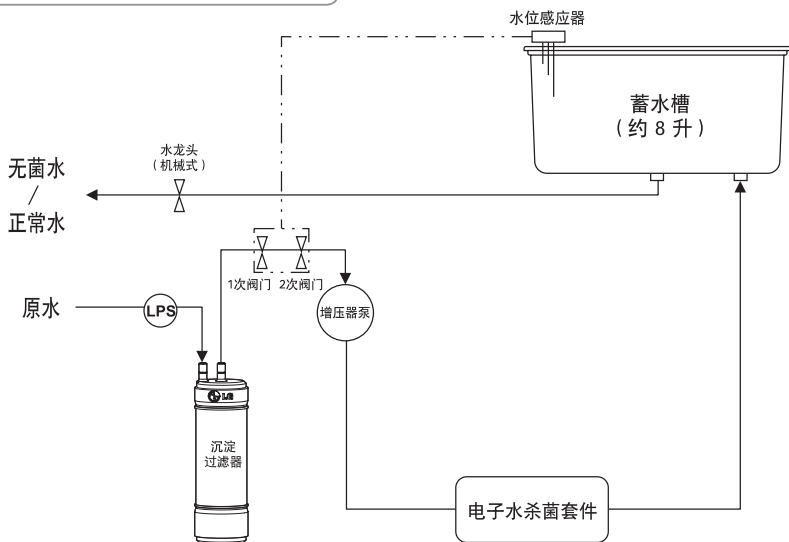 水位感应器
蓄水槽
(约 8 升)
水龙头
(机械式)
无菌水
/
正常水
1次阀门 2次阀门
原水
LPS
增压器泵
LG
沉淀
过滤器
电子水杀菌套件